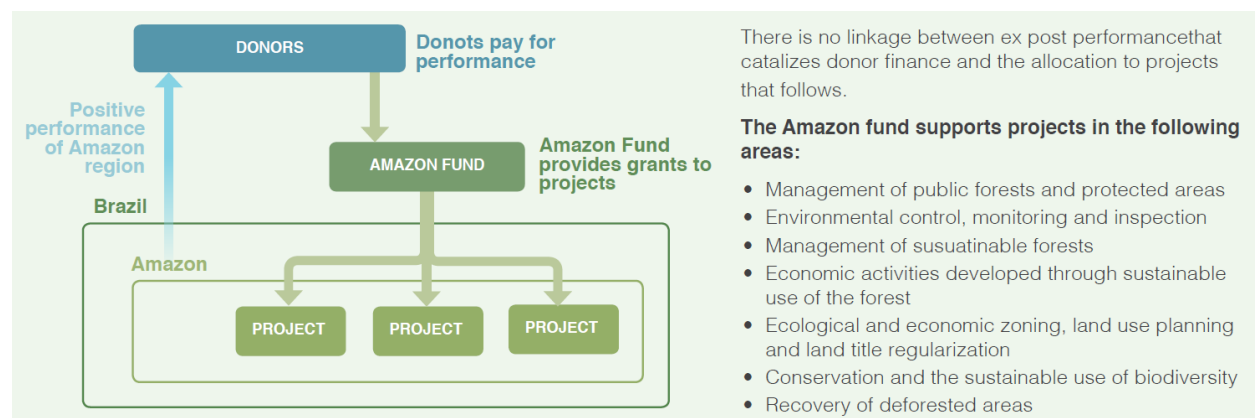 DONORS
Donots pay for
performance
Positive
performance
of Amazon
region
AMAZON FUND
Amazon Fund
provides grants to
projects
Brazil
Amazon
PROJECT
PROJECT
PROJECT
There is no linkage between ex post performancethat
catalizes donor finance and the allocation to projects
that follows.
The Amazon fund supports projects in the following
areas:
• Management of public forests and protected areas
• Environmental control, monitoring and inspection
• Management of susuatinable forests
• Economic activities developed through sustainable
use of the forest
• Ecological and economic zoning, land use planning
and land title regularization
• Conservation and the sustainable use of biodiversity
• Recovery of deforested areas